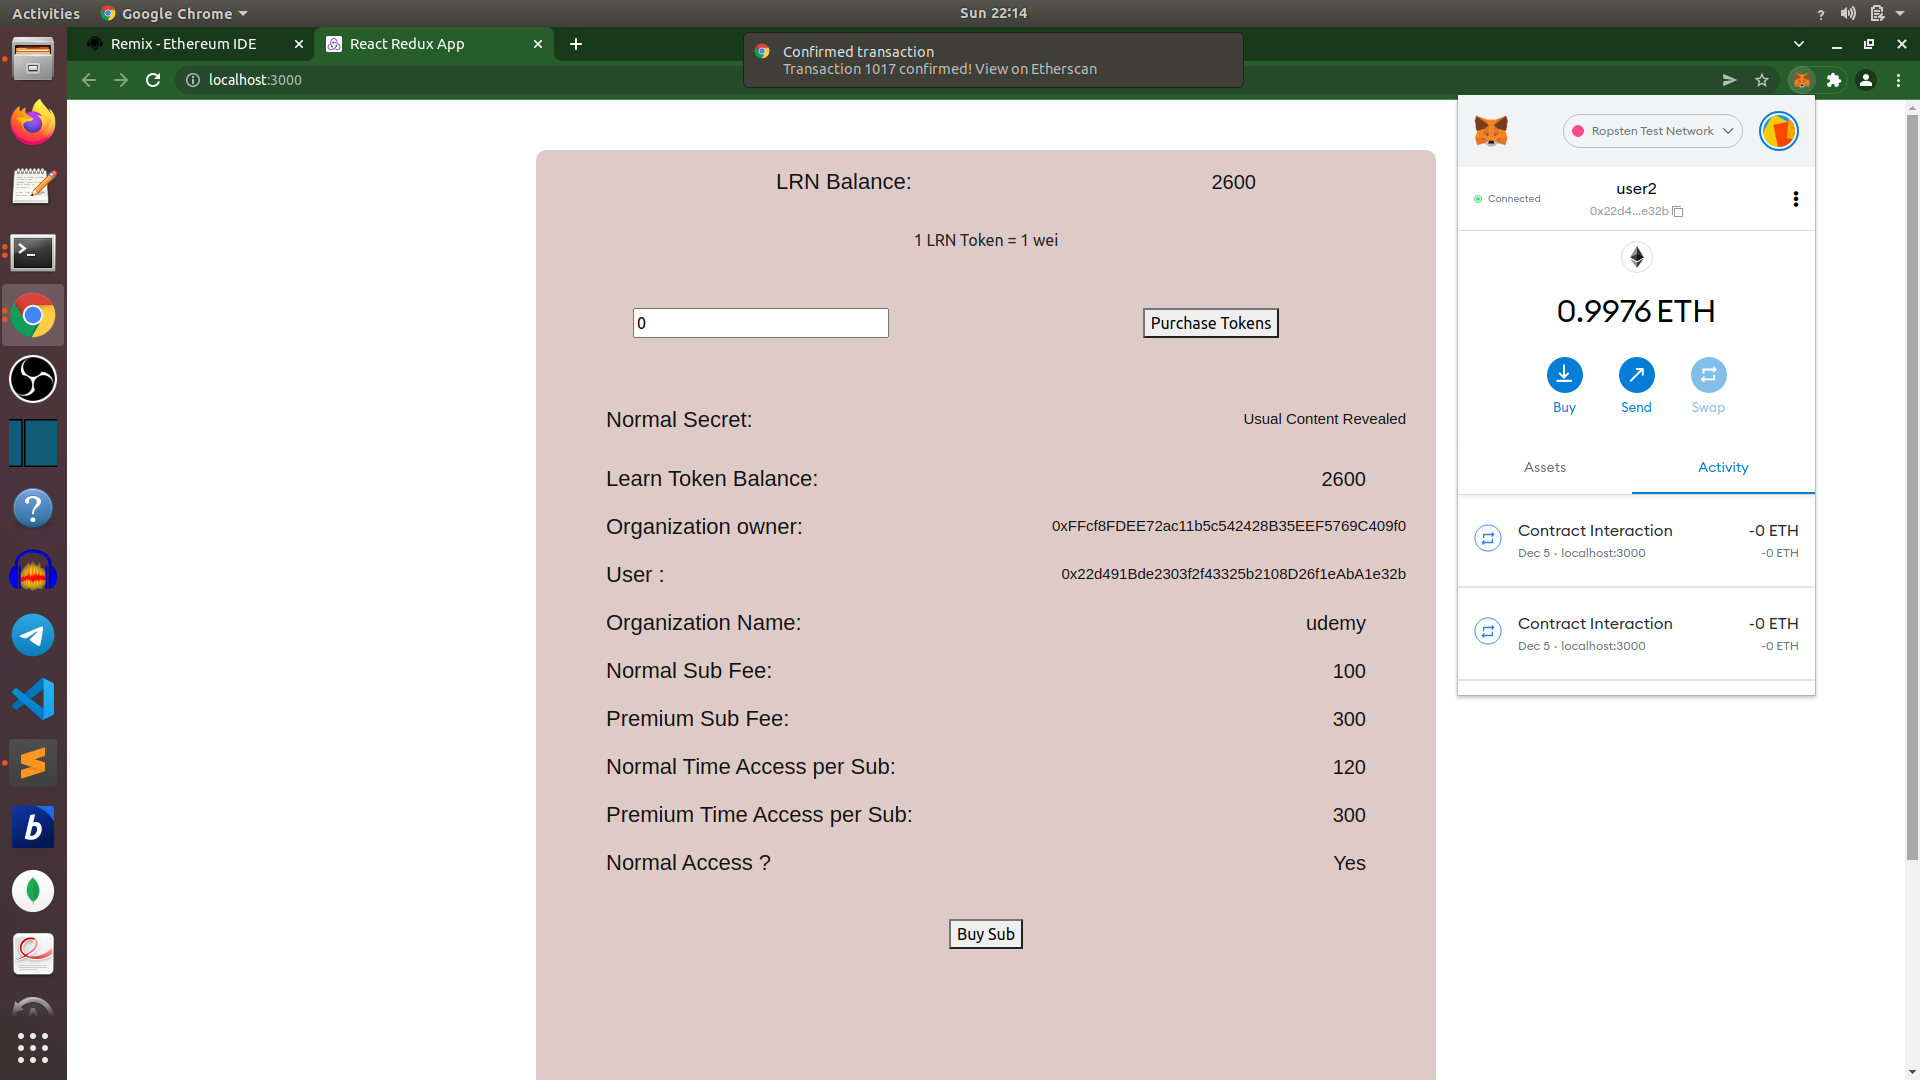 Activities
Google Chrome
Sun 22:14
?
Remix - Ethereum IDE
React Redux App
Confirmed transaction
Transaction 1017 confirmed! View on Etherscan
localhost:3000
LRN Balance: 2600
1 LRN Token = 1 wei
0
Purchase Tokens
Normal Secret: Usual Content Revealed
Learn Token Balance: 2600
Organization owner: 0xFFcf8FDEE72ac11b5c542428B35EEF5769C409f0
User : 0x22d491Bde2303f2f43325b2108D26f1eAbA1e32b
Organization Name: udemy
Normal Sub Fee: 100
Premium Sub Fee: 300
Normal Time Access per Sub: 120
Premium Time Access per Sub: 300
Normal Access ? Yes
Buy Sub
Ropsten Test Network
Connected
user2
0x22d4...e32b
0.9976 ETH
Buy
Send
Swap
Assets
Activity
Contract Interaction -0 ETH
Dec 5 · localhost:3000 -0 ETH
Contract Interaction -0 ETH
Dec 5 · localhost:3000 -0 ETH